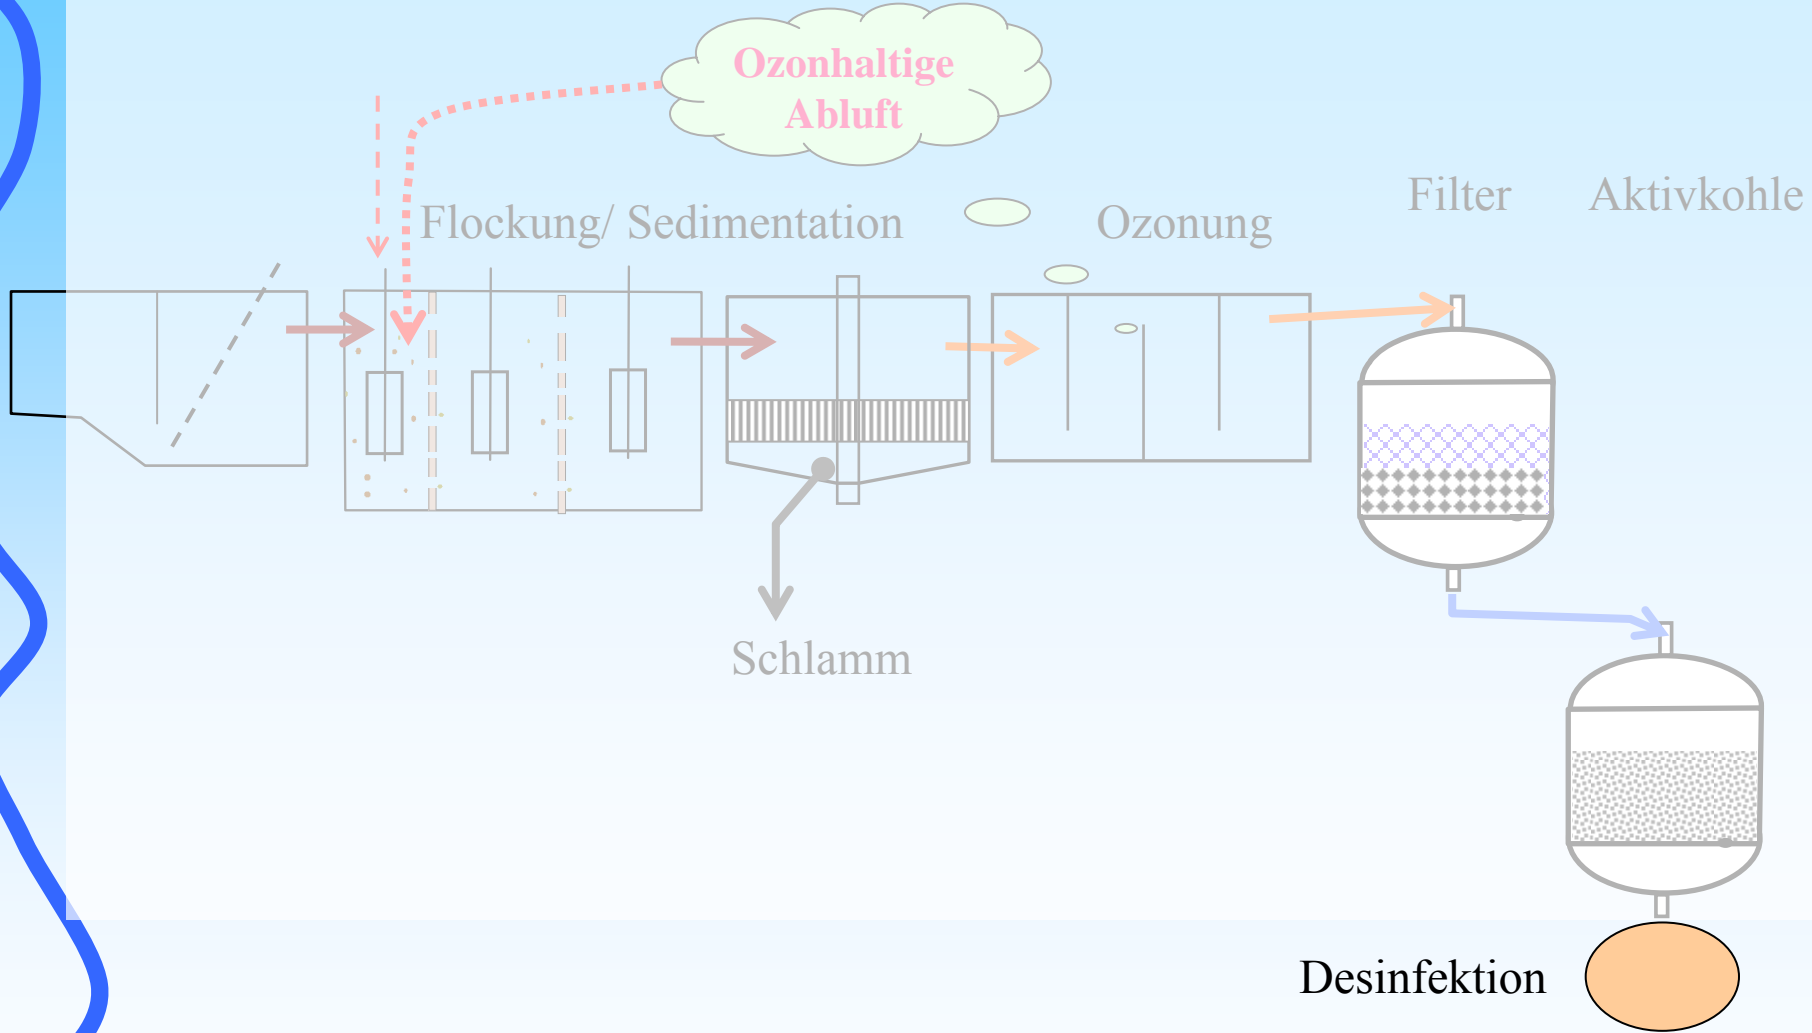 Ozonhaltige
Abluft
Filter
Aktivkohle
Flockung/ Sedimentation
Ozonung
Schlamm
Desinfektion